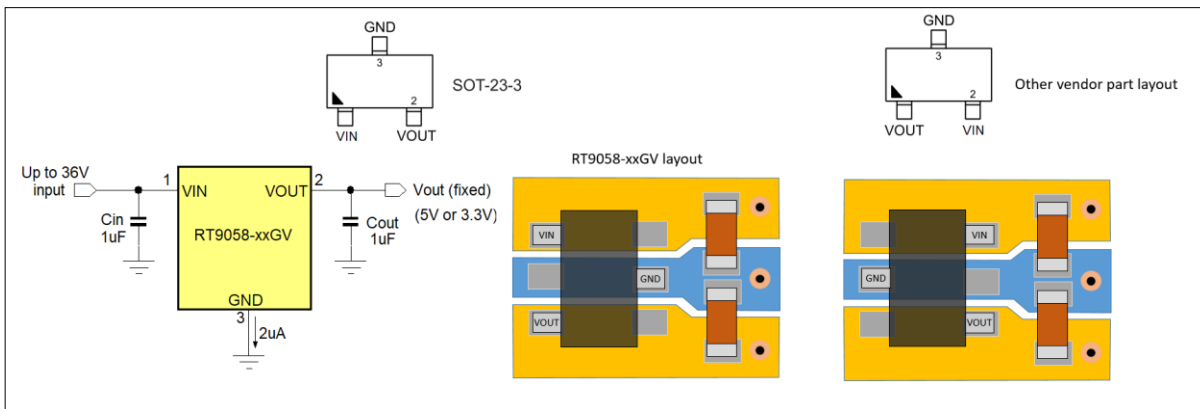 GND
3
SOT-23-3
2
VIN
VOUT
GND
3
Other vendor part layout
2
VOUT
VIN
Up to 36V
input
1
VIN
VOUT
2
Vout (fixed)
(5V or 3.3V)
Cin
1uF
RT9058-xxGV
Cout
1uF
GND
3
2uA
RT9058-xxGV layout
VIN
GND
VOUT
VIN
GND
VOUT